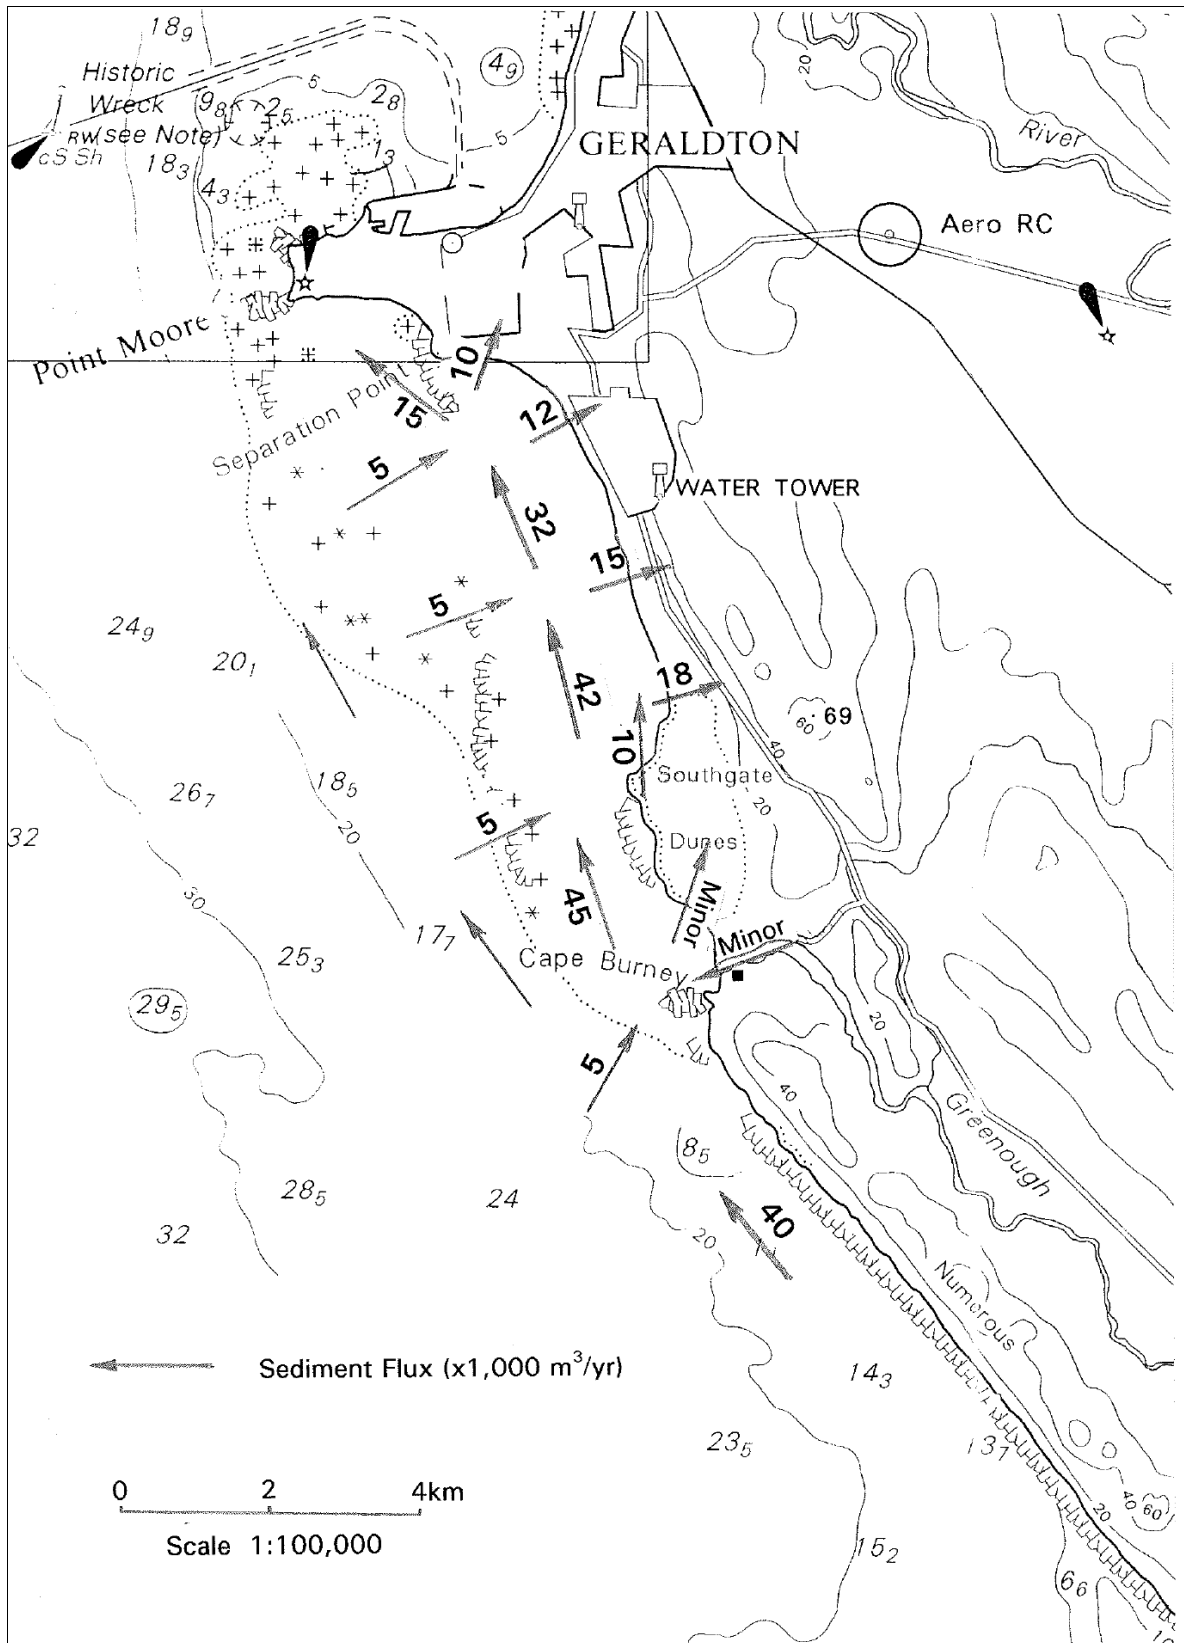 18₉
Historic
Wreck
(see Note)
RW
cS Sh
9₈
2₅
2₈
5
4₉
5
1₃
18₃
4₃
GERALDTON
20
River
Aero RC
Point Moore
Separation Point
10
15
12
5
32
WATER TOWER
15
5
24₉
20₁
18
42
10
69
60
40
Southgate
20
18₅
26₇
32
20
5
Dunes
30
45
Minor
Minor
17₇
25₃
Cape Burney
29₅
20
5
40
Greenough
8₅
28₅
24
32
40
20
Numerous
Sediment Flux (x1,000 m³/yr)
14₃
23₅
13₇
0 2 4km
Scale 1:100,000
20
40
60
15₂
6₆